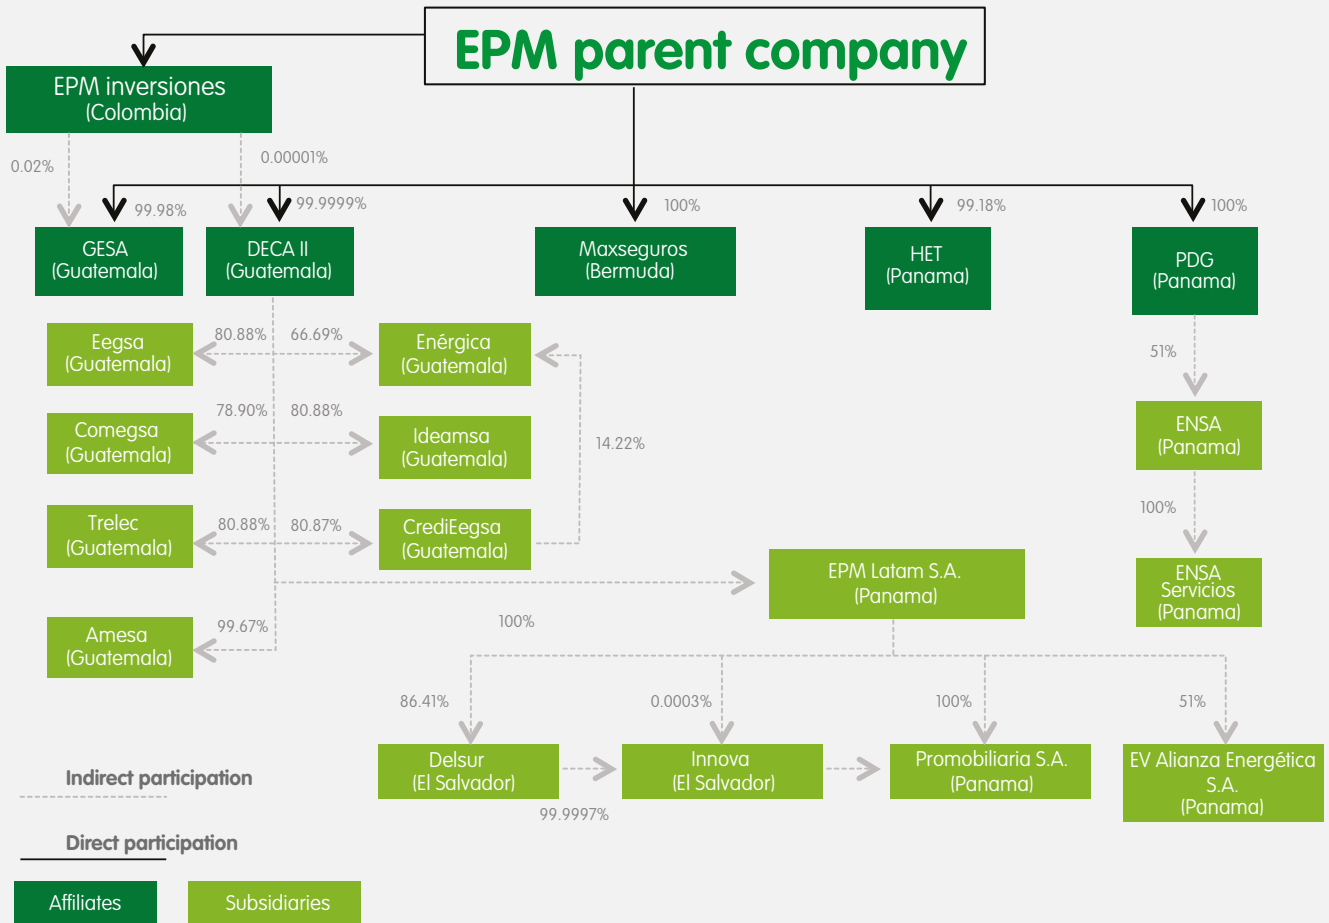 EPM parent company
EPM inversiones
(Colombia)
0.02%
0.00001%
99.98%
99.9999%
100%
99.18%
100%
GESA
(Guatemala)
DECA II
(Guatemala)
Maxseguros
(Bermuda)
HET
(Panama)
PDG
(Panama)
Eegsa
(Guatemala)
80.88%
66.69%
Enérgica
(Guatemala)
51%
Comegsa
(Guatemala)
78.90%
80.88%
Ideamsa
(Guatemala)
14.22%
ENSA
(Panama)
Trelec
(Guatemala)
80.88%
80.87%
CrediEegsa
(Guatemala)
100%
EPM Latam S.A.
(Panama)
ENSA
Servicios
(Panama)
Amesa
(Guatemala)
99.67%
100%
86.41%
0.0003%
100%
51%
Delsur
(El Salvador)
99.9997%
Innova
(El Salvador)
Promobiliaria S.A.
(Panama)
EV Alianza Energética
S.A.
(Panama)
Indirect participation
Direct participation
Affiliates
Subsidiaries